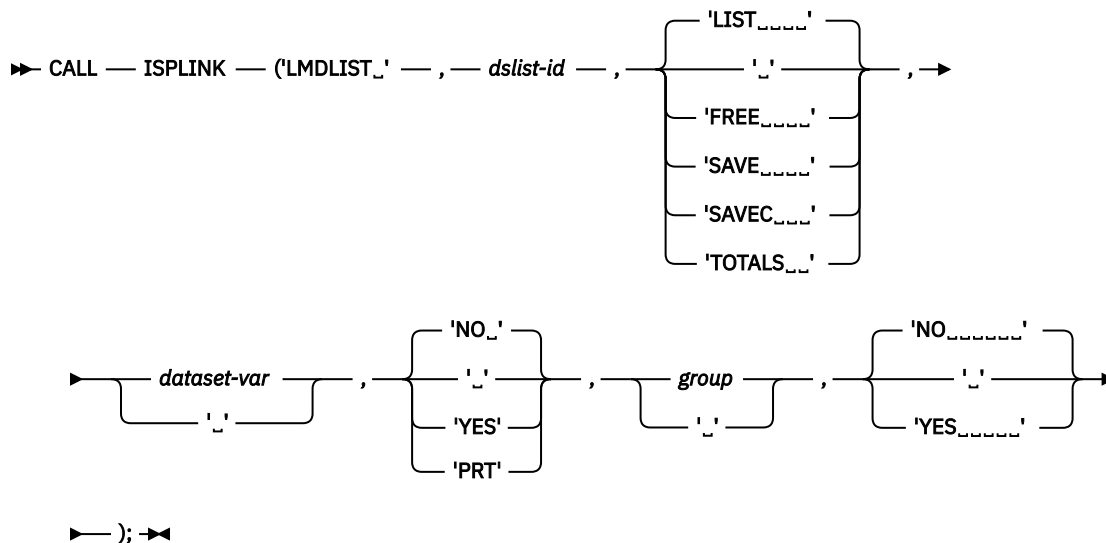 'LIST␣␣␣␣'
CALL ISPLINK ('LMDLIST␣' , dslist-id , '␣' ,
'FREE␣␣␣␣'
'SAVE␣␣␣␣'
'SAVEC␣␣␣'
'TOTALS␣␣'
'NO␣' 'NO␣␣␣␣␣␣'
dataset-var , '␣' , group , '␣'
'␣' 'YES' '␣' 'YES␣␣␣␣␣'
'PRT'
);